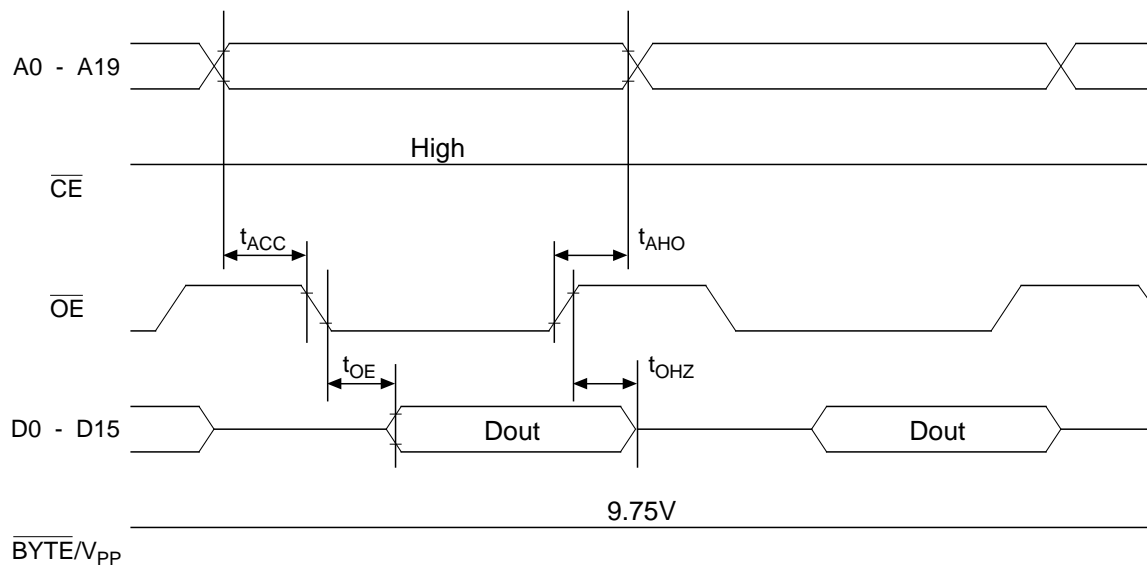 A0 - A19
High
CE
tACC
tAHO
OE
tOE
tOHZ
D0 - D15
Dout
Dout
9.75V
BYTE/VPP